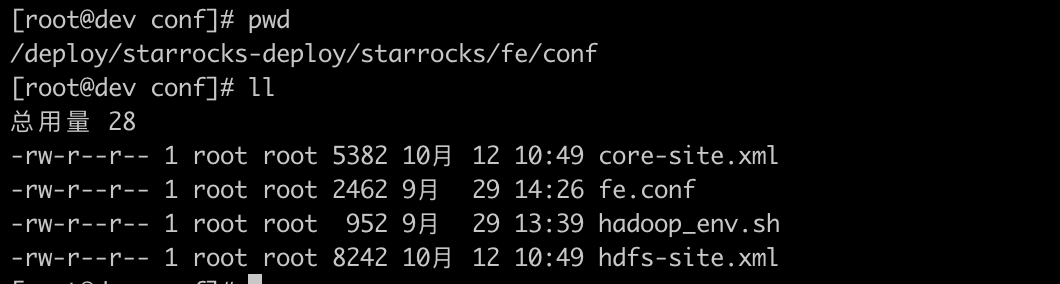 [root@dev conf]# pwd
/deploy/starrocks-deploy/starrocks/fe/conf
[root@dev conf]# ll
总用量 28
-rw-r--r-- 1 root root 5382 10月 12 10:49 core-site.xml
-rw-r--r-- 1 root root 2462 9月  29 14:26 fe.conf
-rw-r--r-- 1 root root  952 9月  29 13:39 hadoop_env.sh
-rw-r--r-- 1 root root 8242 10月 12 10:49 hdfs-site.xml
[root@dev conf]#